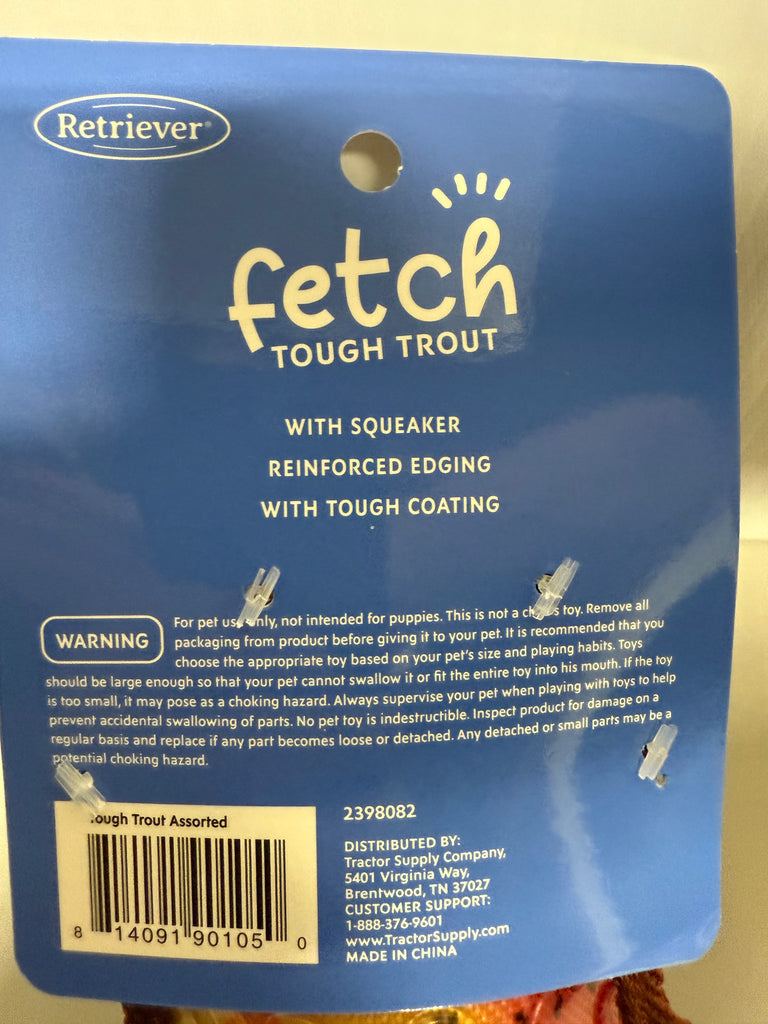 Retriever®
fetch
TOUGH TROUT
WITH SQUEAKER
REINFORCED EDGING
WITH TOUGH COATING
WARNING
For pet use only, not intended for puppies. This is not a toy. Remove all
packaging from product before giving it to your pet. It is recommended that you
choose the appropriate toy based on your pet's size and playing habits. Toys
should be large enough so that your pet cannot swallow it or fit the entire toy into his mouth. If the toy
is too small, it may pose as a choking hazard. Always supervise your pet when playing with toys to help
prevent accidental swallowing of parts. No pet toy is indestructible. Inspect product for damage on a
regular basis and replace if any part becomes loose or detached. Any detached or small parts may be a
potential choking hazard.
Tough Trout Assorted
8 14091 90105 0
2398082
DISTRIBUTED BY:
Tractor Supply Company,
5401 Virginia Way,
Brentwood, TN 37027
CUSTOMER SUPPORT:
1-888-376-9601
www.TractorSupply.com
MADE IN CHINA